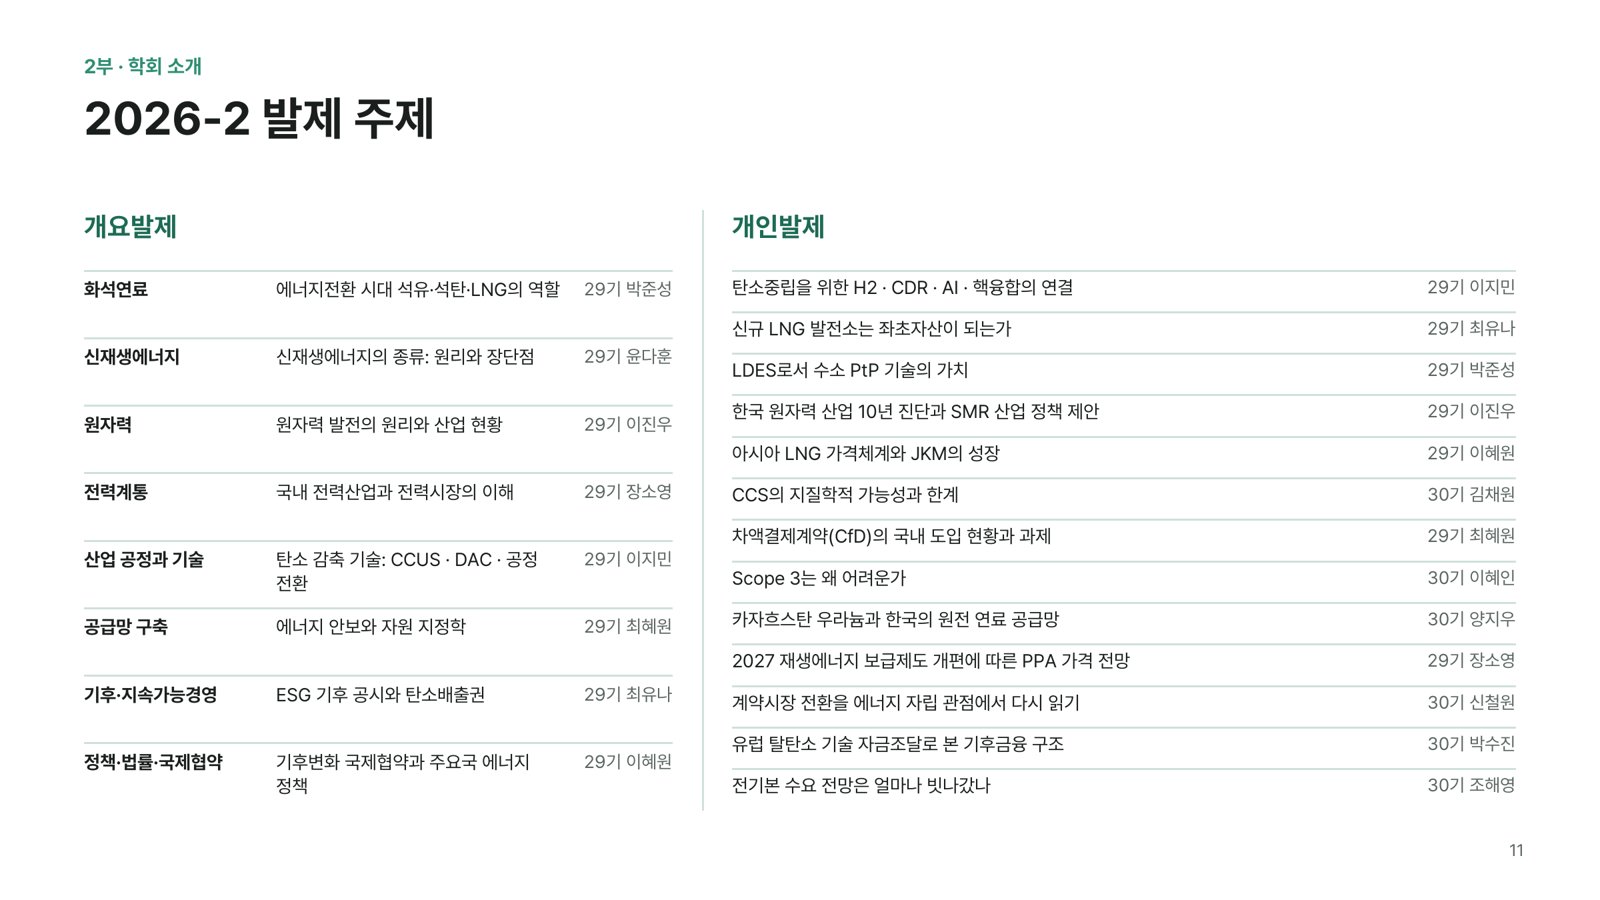 2부 · 학회 소개
2026-2 발제 주제
개요발제
화석연료 에너지전환 시대 석유·석탄·LNG의 역할 29기 박준성
신재생에너지 신재생에너지의 종류: 원리와 장단점 29기 윤다훈
원자력 원자력 발전의 원리와 산업 현황 29기 이진우
전력계통 국내 전력산업과 전력시장의 이해 29기 장소영
산업 공정과 기술 탄소 감축 기술: CCUS · DAC · 공정 29기 이지민
전환
공급망 구축 에너지 안보와 자원 지정학 29기 최혜원
기후·지속가능경영 ESG 기후 공시와 탄소배출권 29기 최유나
정책·법률·국제협약 기후변화 국제협약과 주요국 에너지 29기 이혜원
정책
개인발제
탄소중립을 위한 H2 · CDR · AI · 핵융합의 연결 29기 이지민
신규 LNG 발전소는 좌초자산이 되는가 29기 최유나
LDES로서 수소 PtP 기술의 가치 29기 박준성
한국 원자력 산업 10년 진단과 SMR 산업 정책 제안 29기 이진우
아시아 LNG 가격체계와 JKM의 성장 29기 이혜원
CCS의 지질학적 가능성과 한계 30기 김채원
차액결제계약(CfD)의 국내 도입 현황과 과제 29기 최혜원
Scope 3는 왜 어려운가 30기 이혜인
카자흐스탄 우라늄과 한국의 원전 연료 공급망 30기 양지우
2027 재생에너지 보급제도 개편에 따른 PPA 가격 전망 29기 장소영
계약시장 전환을 에너지 자립 관점에서 다시 읽기 30기 신철원
유럽 탈탄소 기술 자금조달로 본 기후금융 구조 30기 박수진
전기본 수요 전망은 얼마나 빗나갔나 30기 조해영
11